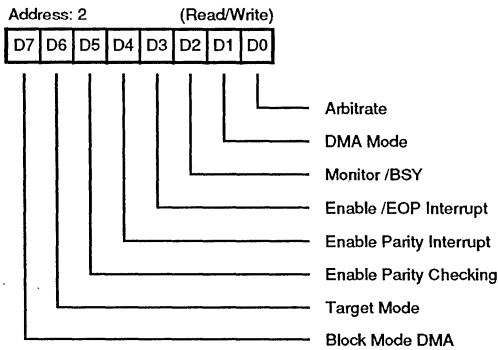 Address: 2 (Read/Write)
D7 D6 D5 D4 D3 D2 D1 D0
Arbitrate
DMA Mode
Monitor /BSY
Enable /EOP Interrupt
Enable Parity Interrupt
Enable Parity Checking
Target Mode
Block Mode DMA